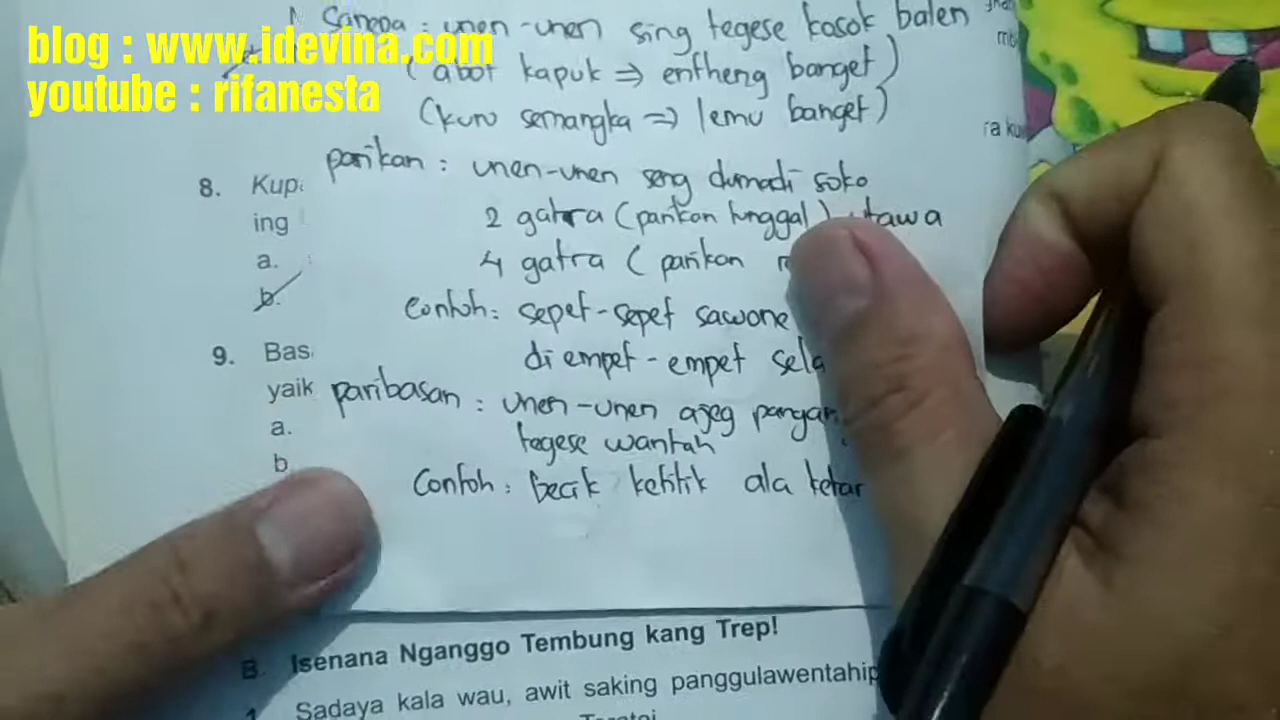 blog : www.idevina.com
youtube : rifanesta
Sanepa : unen-unen sing tegese kosok balen
(abot kapuk => entheng banget)
(kuru semangka => lemu banget)
parikan : unen-unen seng dumadi soko
2 gatra (parikan tunggal) utawa
4 gatra (parikan
Contoh : sepet-sepet sawone
di empet-empet sela
paribasan : unen-unen ajeg pangan
tegese wantah
Contoh : becik ketitik ala ketar
8. Kup
ing
a.
b.
9. Bas
yaik
a.
b
B. Isenana Nganggo Tembung kang Trep!
1. Sadaya kala wau, awit saking panggulawentahip